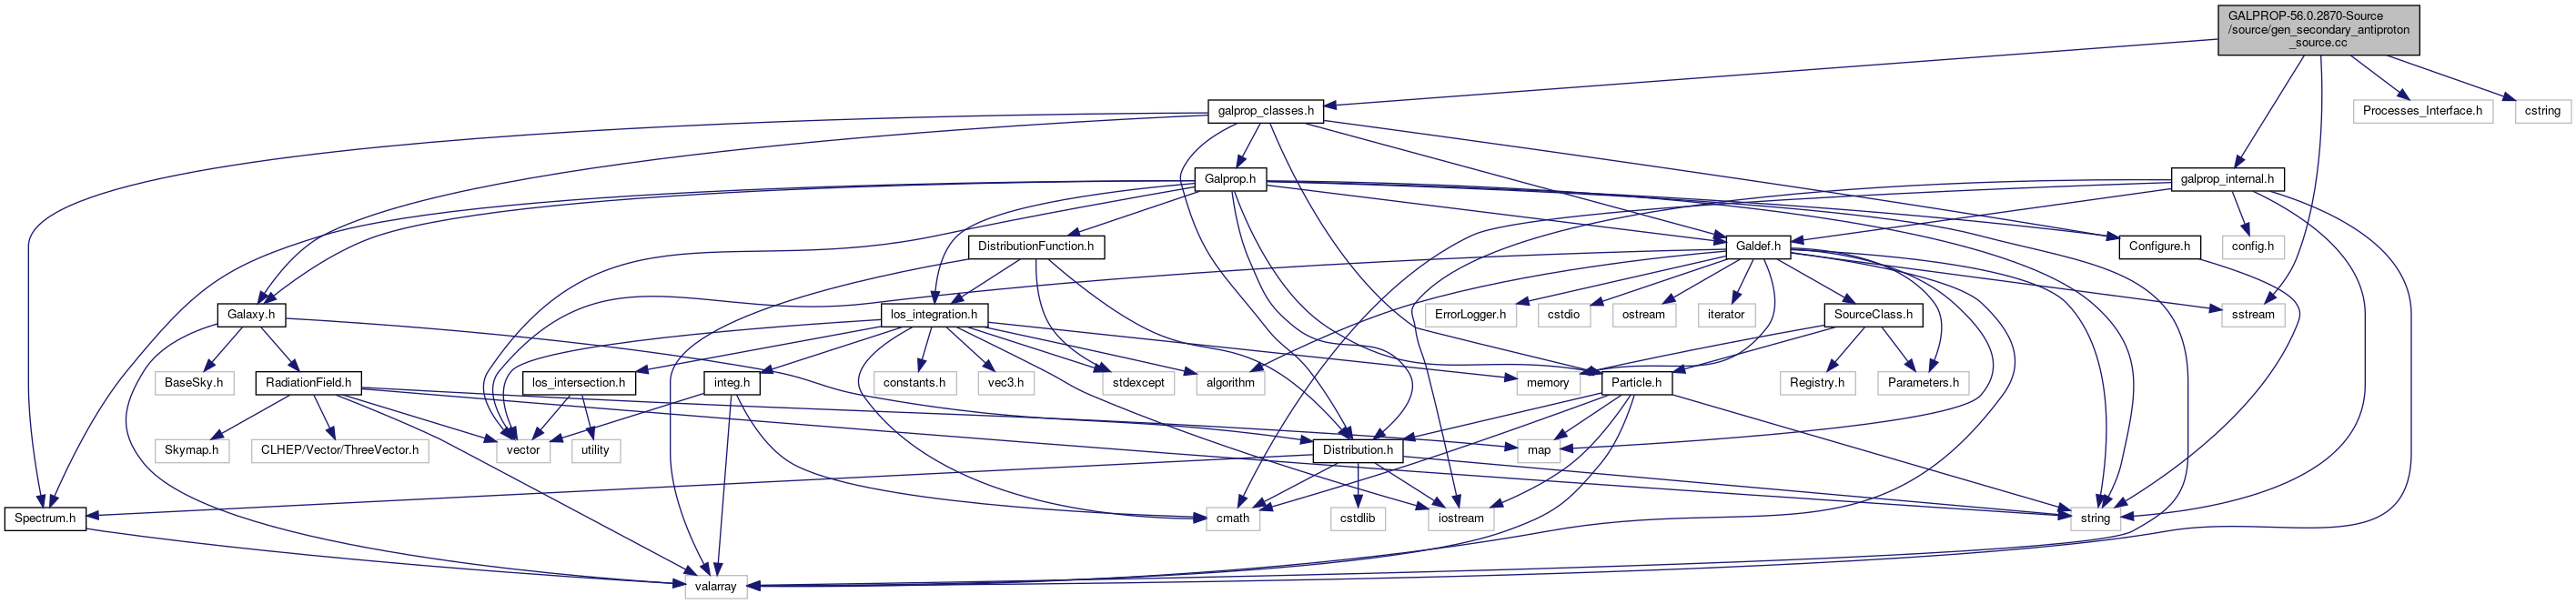 GALPROP-56.0.2870-Source
/source/gen_secondary_antiproton
_source.cc
galprop_classes.h
Processes_Interface.h
cstring
Galprop.h
galprop_internal.h
DistributionFunction.h
Galdef.h
Configure.h
config.h
Galaxy.h
los_integration.h
ErrorLogger.h
cstdio
ostream
iterator
SourceClass.h
sstream
BaseSky.h
RadiationField.h
los_intersection.h
integ.h
constants.h
vec3.h
stdexcept
algorithm
memory
Particle.h
Registry.h
Parameters.h
Skymap.h
CLHEP/Vector/ThreeVector.h
vector
utility
Distribution.h
map
Spectrum.h
cmath
cstdlib
iostream
string
valarray